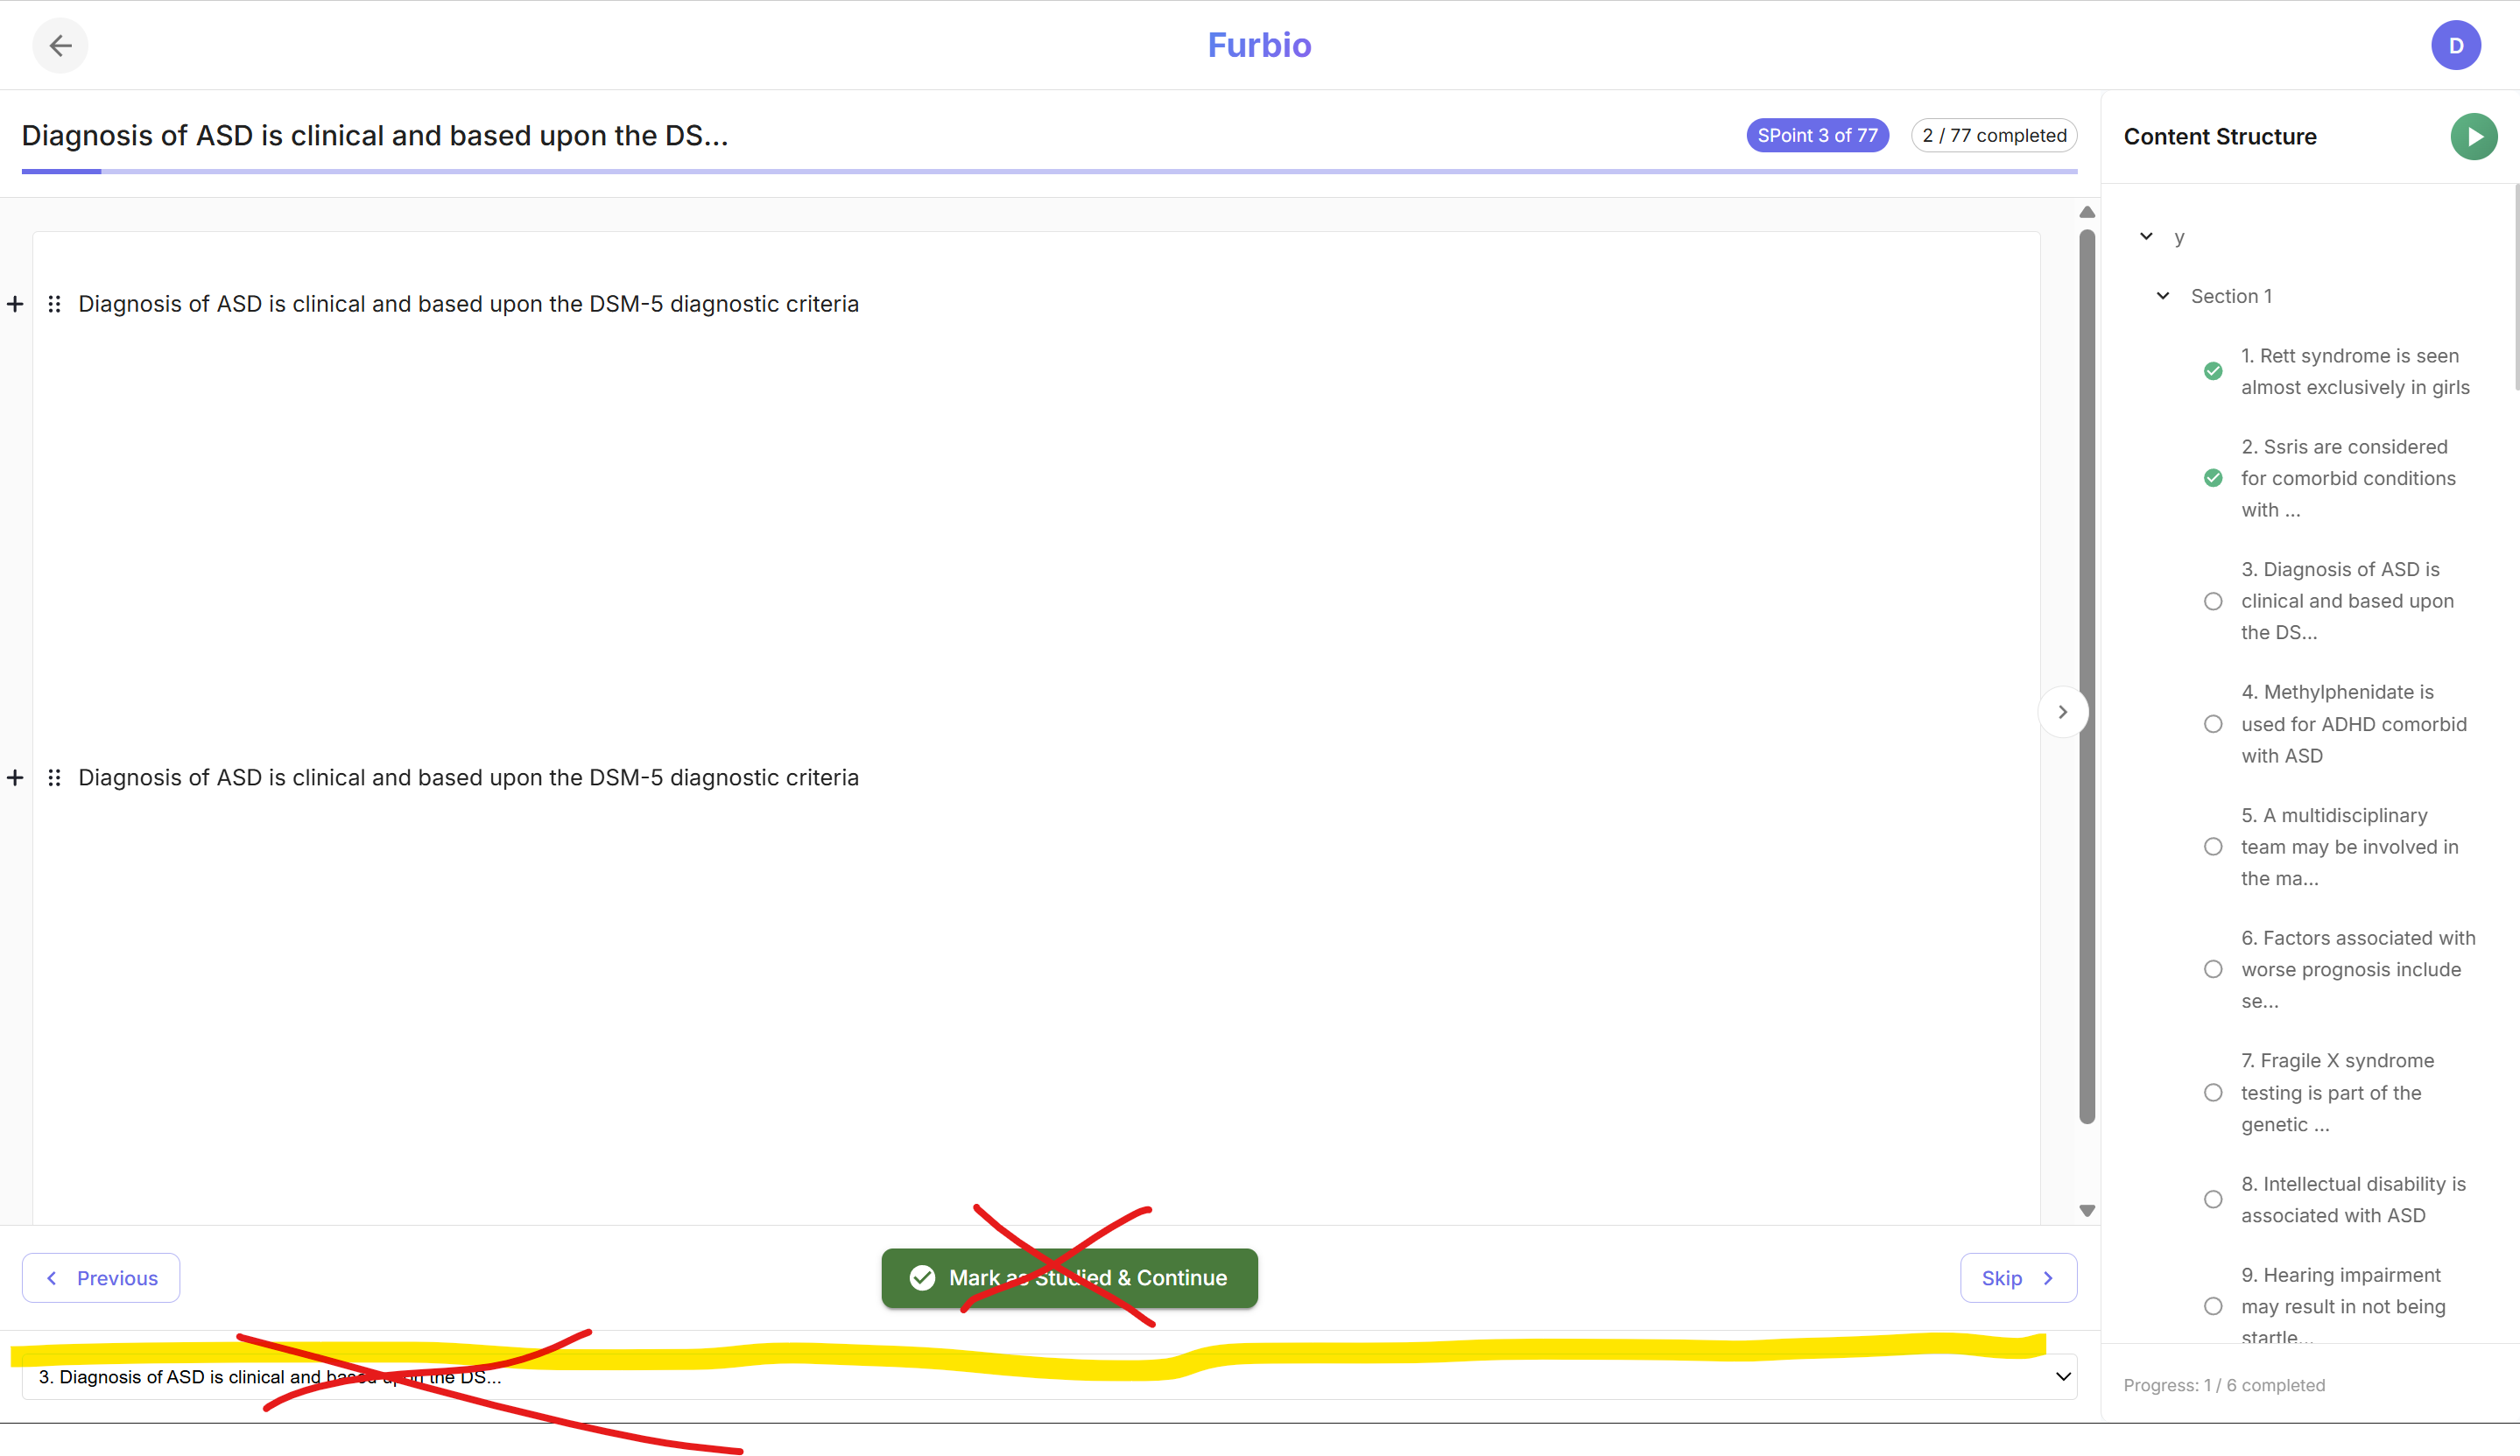 Furbio
D
Diagnosis of ASD is clinical and based upon the DS...
SPoint 3 of 77
2 / 77 completed
Diagnosis of ASD is clinical and based upon the DSM-5 diagnostic criteria
Diagnosis of ASD is clinical and based upon the DSM-5 diagnostic criteria
Previous
Mark as Studied & Continue
Skip
3. Diagnosis of ASD is clinical and based upon the DS...
Content Structure
y
Section 1
1. Rett syndrome is seen
almost exclusively in girls
2. Ssris are considered
for comorbid conditions
with ...
3. Diagnosis of ASD is
clinical and based upon
the DS...
4. Methylphenidate is
used for ADHD comorbid
with ASD
5. A multidisciplinary
team may be involved in
the ma...
6. Factors associated with
worse prognosis include
se...
7. Fragile X syndrome
testing is part of the
genetic ...
8. Intellectual disability is
associated with ASD
9. Hearing impairment
may result in not being
startle...
Progress: 1 / 6 completed